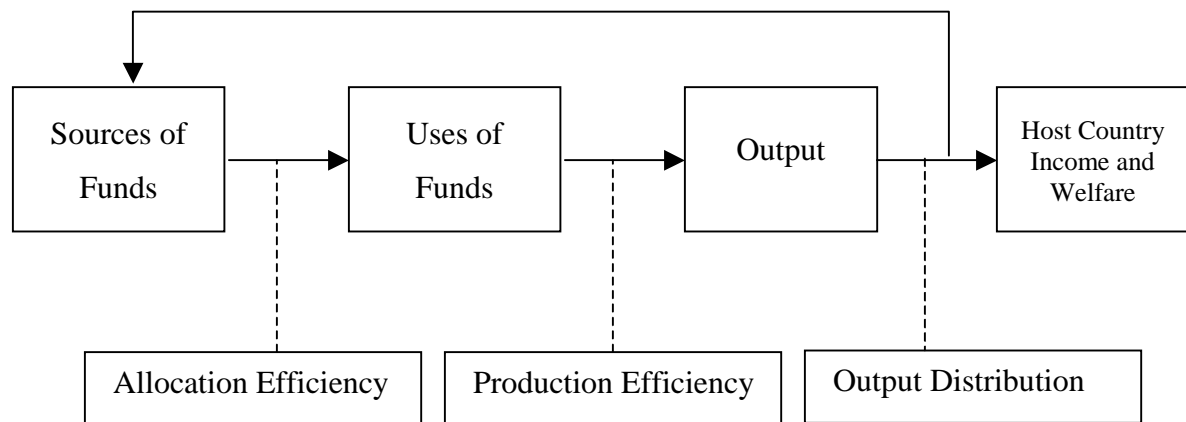 Sources of
Funds
Uses of
Funds
Output
Host Country
Income and
Welfare
Allocation Efficiency
Production Efficiency
Output Distribution